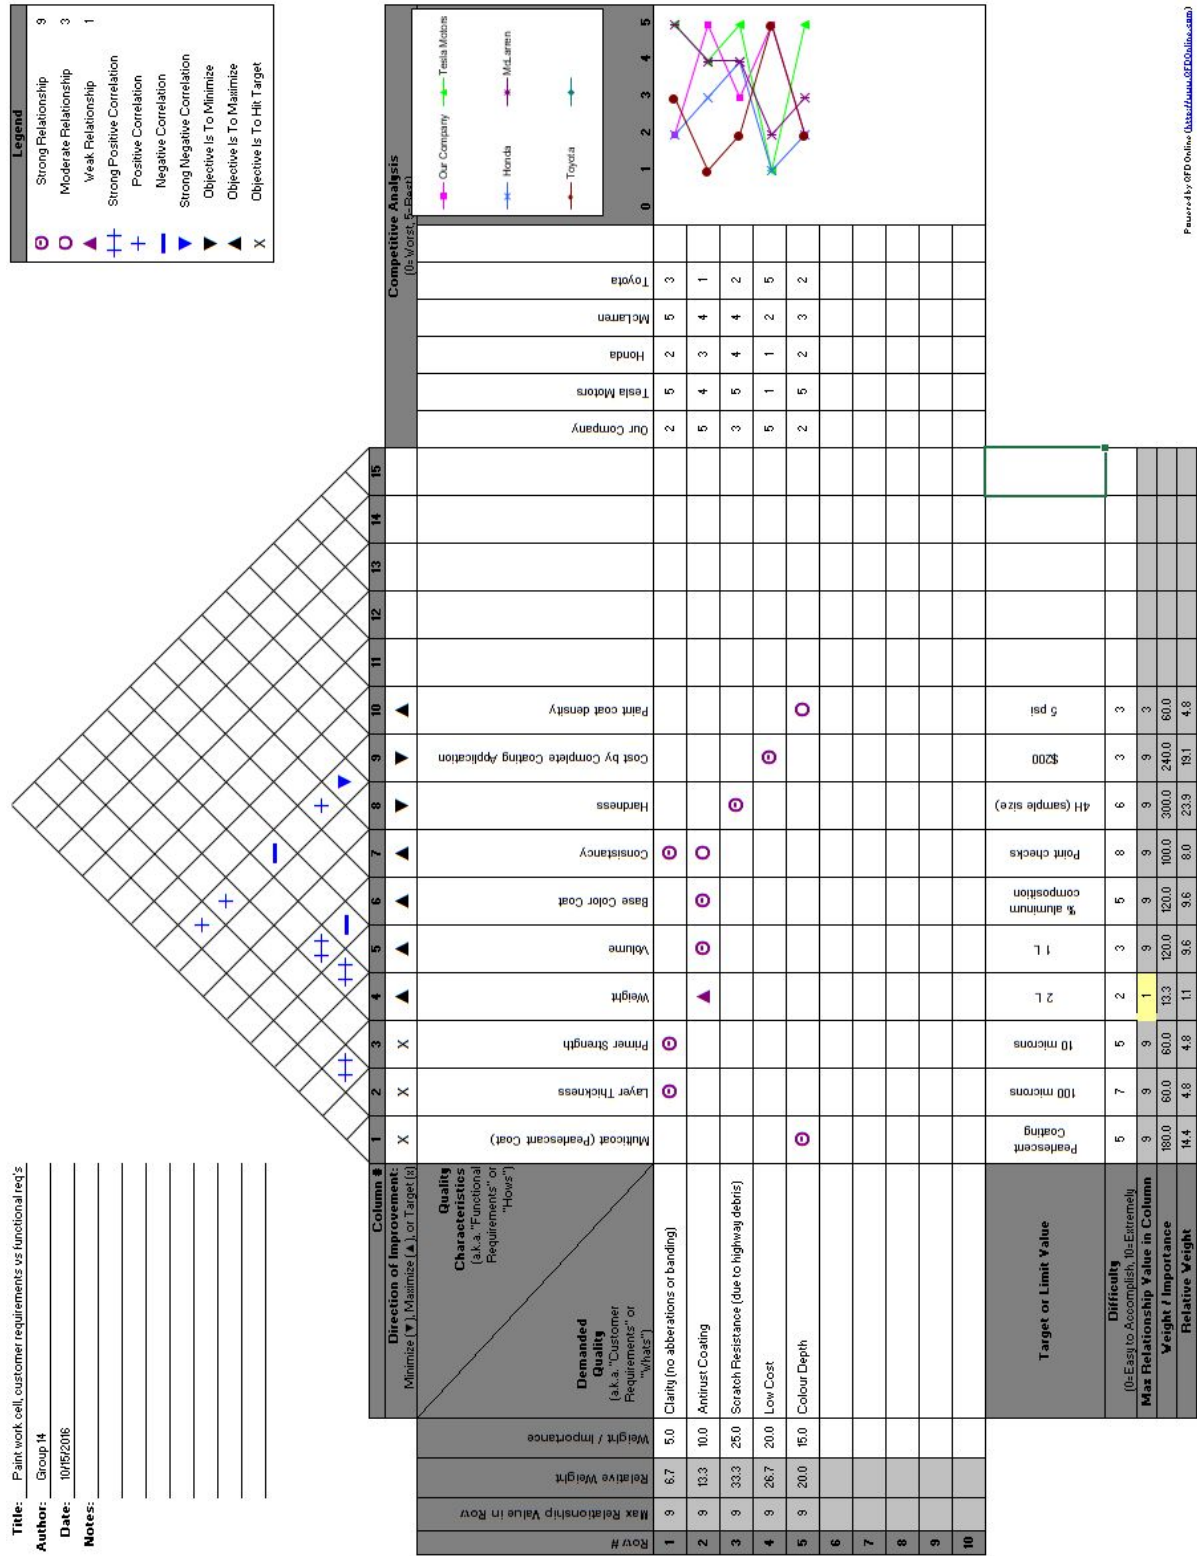 Title: Paint work cell, customer requirements vs functional req's
Author: Group 14
Date: 10/15/2016
Notes:
Legend
Θ Strong Relationship 9
Ο Moderate Relationship 3
▲ Weak Relationship 1
┼┼ Strong Positive Correlation
┼ Positive Correlation
▬ Negative Correlation
▼ Strong Negative Correlation
▼ Objective Is To Minimize
▲ Objective Is To Maximize
X Objective Is To Hit Target
Column # 1 2 3 4 5 6 7 8 9 10 11 12 13 14 15
Direction of Improvement:
Minimize (▼), Maximize (▲), or Target (x)
X X X ▲ ▲ ▲ ▲ ▼ ▼ ▲
Competitive Analysis
(0=Worst, 5=Best)
Row #
Max Relationship Value in Row
Relative Weight
Weight / Importance
Quality
Characteristics
(a.k.a. "Functional
Requirements" or
"Hows")
Demanded
Quality
(a.k.a. "Customer
Requirements" or
"Whats")
Multicoat (Pearlescant Coat)
Layer Thickness
Primer Strength
Weight
Volume
Base Color Coat
Consistancy
Hardness
Cost by Complete Coating Application
Paint coat density
Our Company
Tesla Motors
Honda
McLarren
Toyota
Our Company Tesla Motors
Honda McLarren
Toyota
0 1 2 3 4 5
1 9 6.7 5.0 Clarity (no abberations or banding) Θ Θ Θ 2 5 2 5 3
2 9 13.3 10.0 Antirust Coating ▲ Θ Θ Ο 5 4 3 4 1
3 9 33.3 25.0 Scratch Resistance (due to highway debris) Θ 3 5 4 4 2
4 9 26.7 20.0 Low Cost Θ 5 1 1 2 5
5 9 20.0 15.0 Colour Depth Θ Ο 2 5 2 3 2
6
7
8
9
10
Target or Limit Value
Pearlescent
Coating
100 microns
10 microns
2 L
1 L
% aluminum
composition
Point checks
4H (sample size)
$200
5 psi
Difficulty
(0=Easy to Accomplish, 10=Extremely
5 7 5 2 3 5 8 6 3 3
Max Relationship Value in Column 9 9 9 1 9 9 9 9 9 3
Weight / Importance 180.0 60.0 60.0 13.3 120.0 120.0 100.0 300.0 240.0 60.0
Relative Weight 14.4 4.8 4.8 1.1 9.6 9.6 8.0 23.9 19.1 4.8
Powered by QFD Online (http://www.QFDOnline.com)